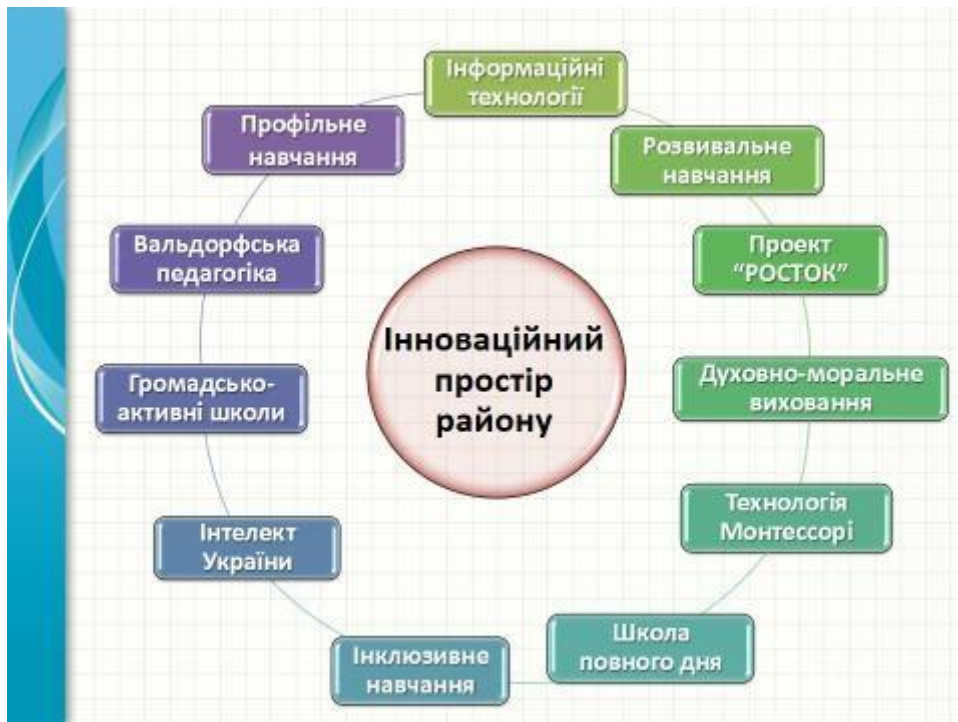 Інформаційні
технології
Розвивальне
навчання
Проект
“РОСТОК”
Духовно-моральне
виховання
Технологія
Монтессорі
Школа
повного дня
Інклюзивне
навчання
Інтелект
України
Громадсько-
активні школи
Вальдорфська
педагогіка
Профільне
навчання
Інноваційний
простір
району